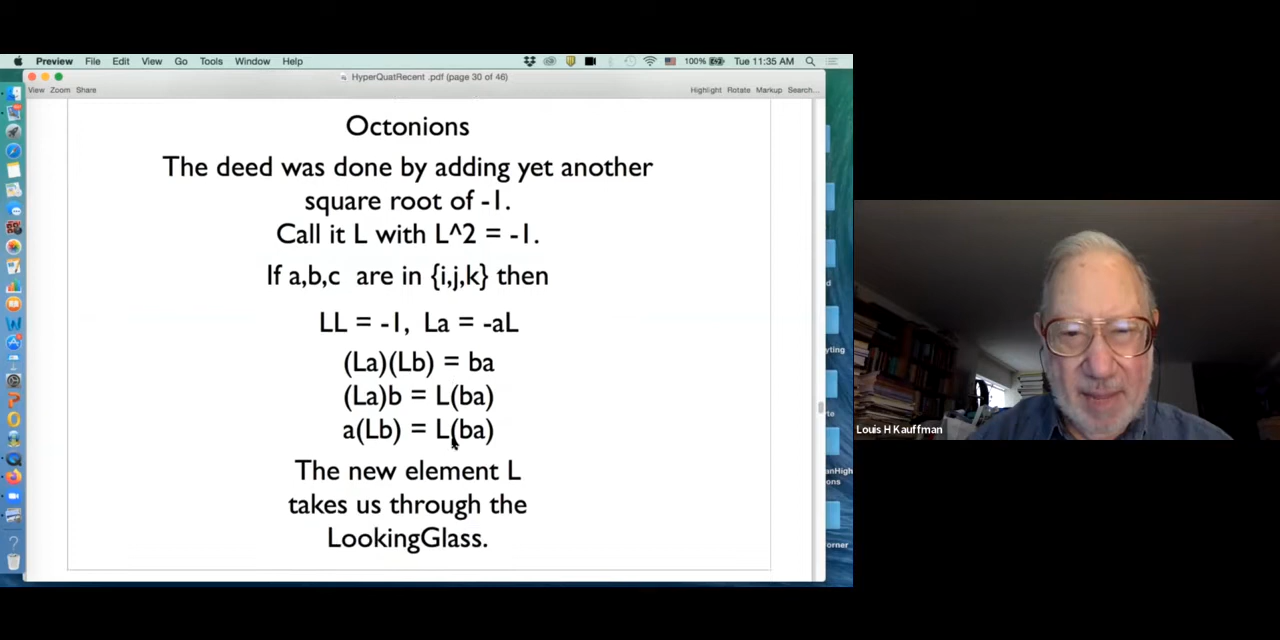 Preview File Edit View Go Tools Window Help 100% Tue 11:35 AM
HyperQuatRecent .pdf (page 30 of 46)
View Zoom Share Highlight Rotate Markup Search...
Octonions
The deed was done by adding yet another
square root of -1.
Call it L with L^2 = -1.
If a,b,c are in {i,j,k} then
LL = -1, La = -aL
(La)(Lb) = ba
(La)b = L(ba)
a(Lb) = L(ba)
The new element L
takes us through the
LookingGlass.
Louis H Kauffman